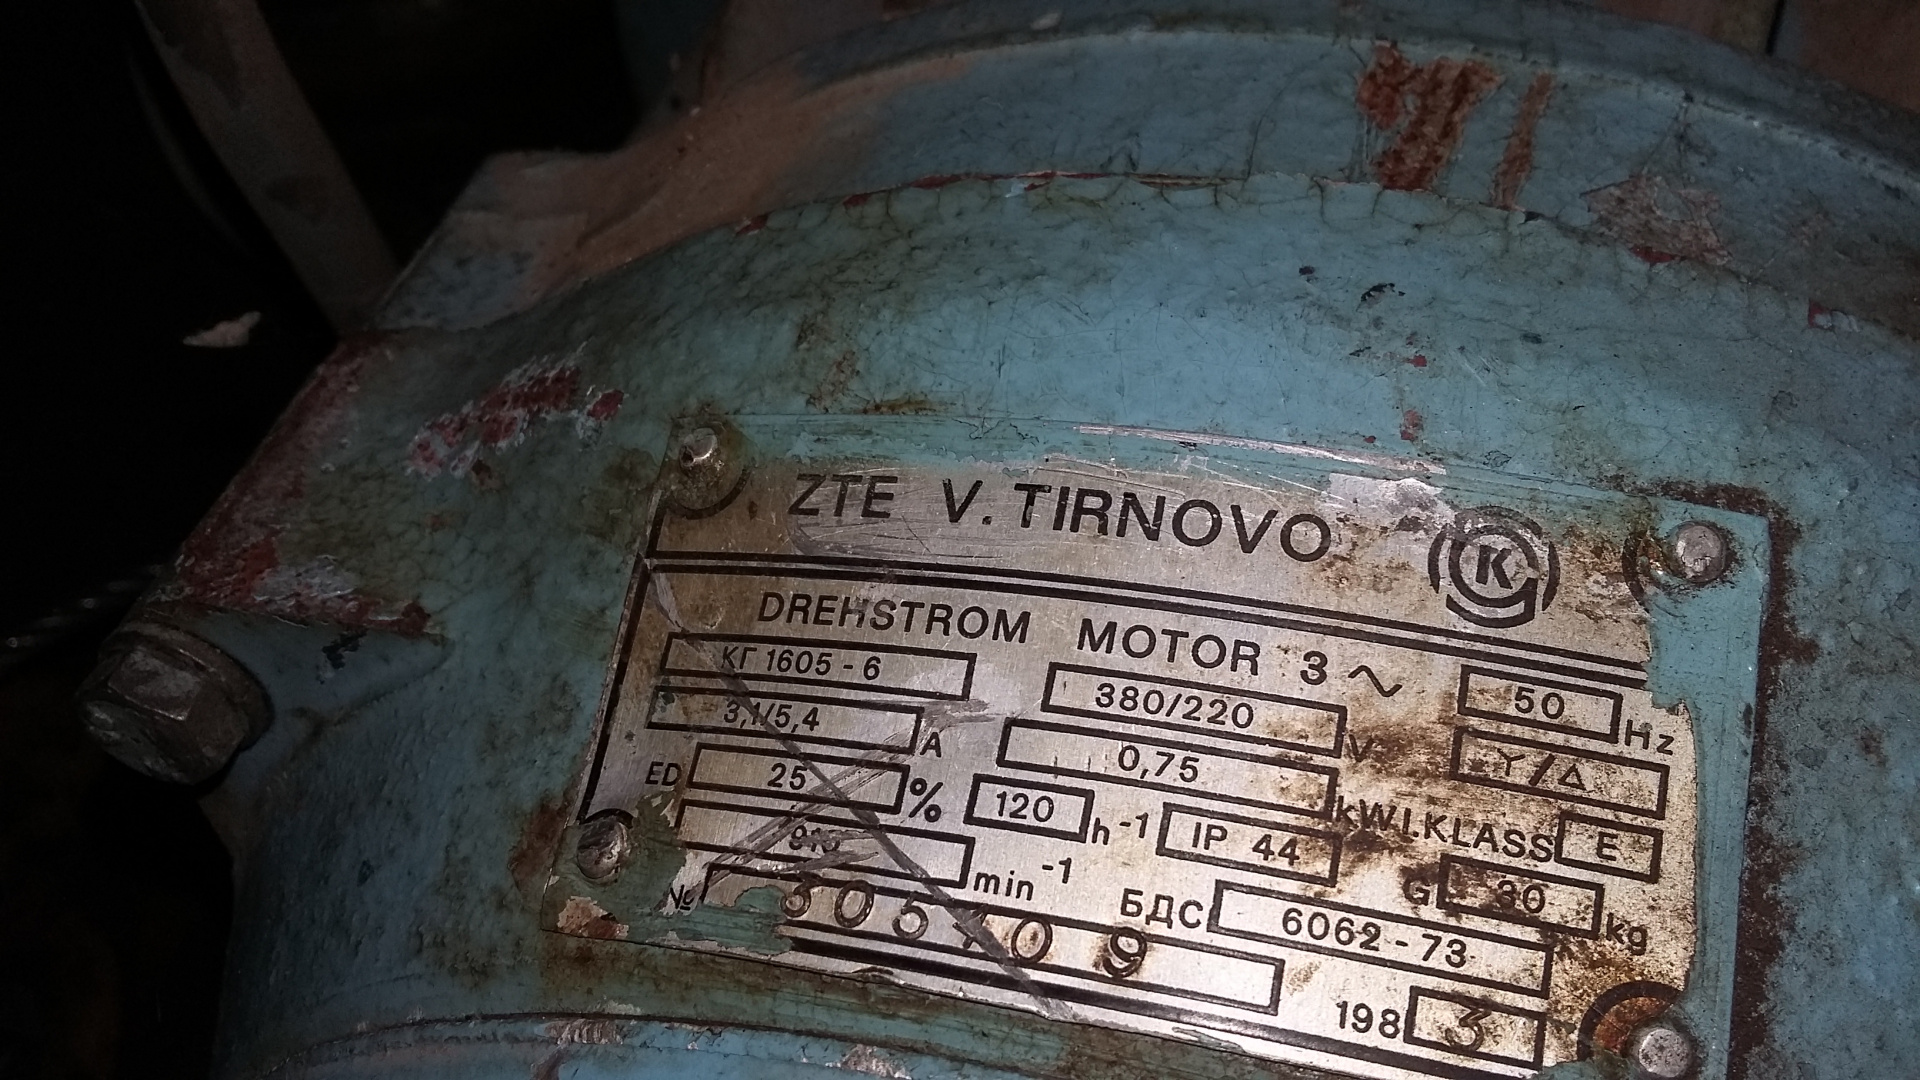 ZTE V. TIRNOVO K
DREHSTROM MOTOR 3 ~
КГ 1605 - 6 380/220 V 50 Hz
3,1/5,4 A 0,75 kW Y/Δ
ED 25 % 120 h -1 IP 44 I.KLASS E
min -1 G 30 kg
№ БДС 6062 - 73
198 3